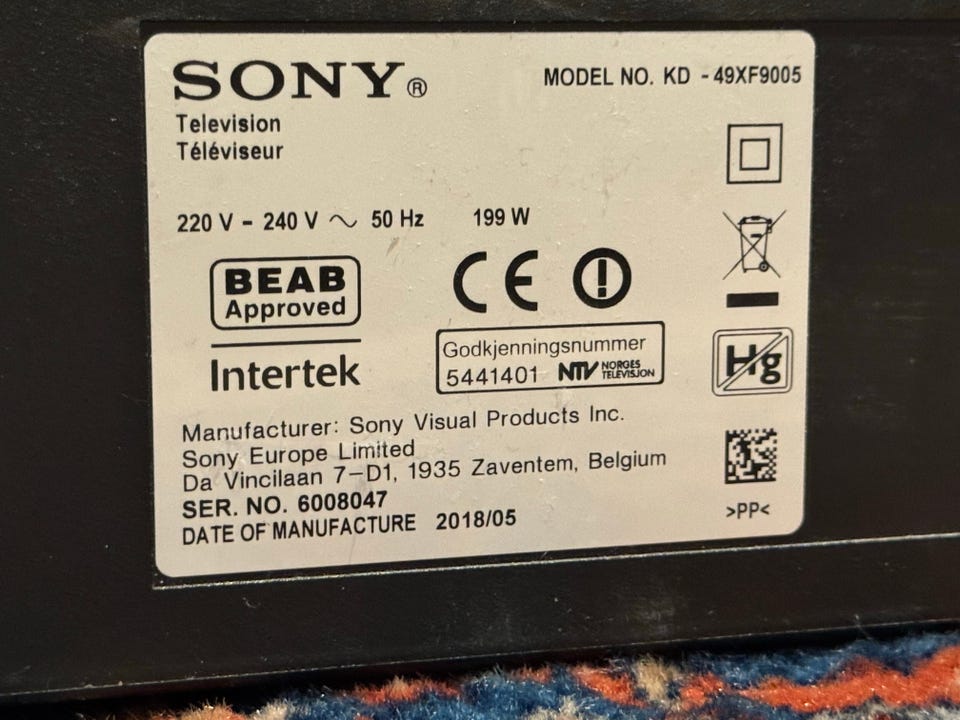 SONY®
MODEL NO. KD - 49XF9005
Television
Téléviseur
220 V - 240 V ~ 50 Hz 199 W
BEAB
Approved
Intertek
CE
Godkjenningsnummer
5441401 NTV NORGES TELEVISJON
Hg
Manufacturer: Sony Visual Products Inc.
Sony Europe Limited
Da Vincilaan 7-D1, 1935 Zaventem, Belgium
SER. NO. 6008047
DATE OF MANUFACTURE 2018/05
>PP<